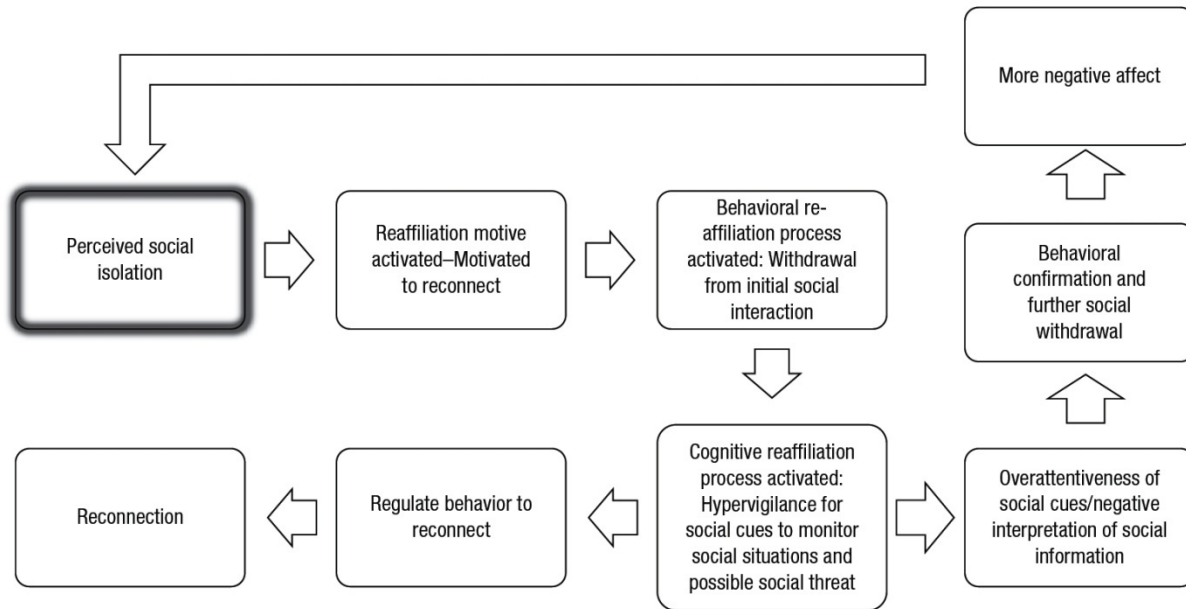 More negative affect
Perceived social
isolation
Reaffiliation motive
activated–Motivated
to reconnect
Behavioral re-
affiliation process
activated: Withdrawal
from initial social
interaction
Behavioral
confirmation and
further social
withdrawal
Reconnection
Regulate behavior to
reconnect
Cognitive reaffiliation
process activated:
Hypervigilance for
social cues to monitor
social situations and
possible social threat
Overattentiveness of
social cues/negative
interpretation of social
information